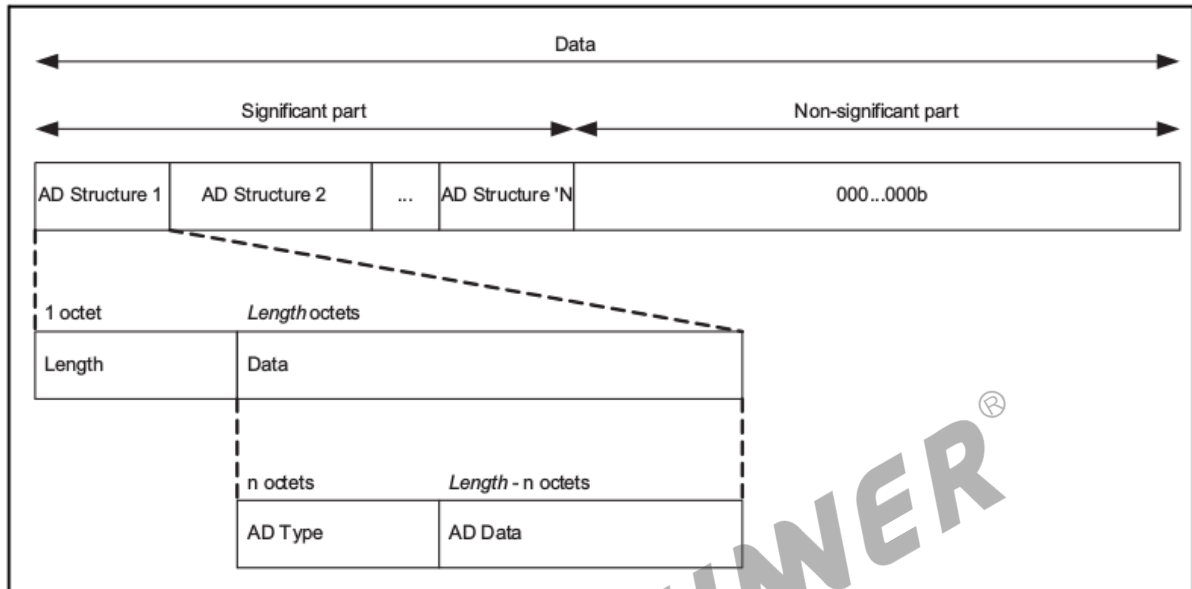 Data
Significant part
Non-significant part
AD Structure 1
AD Structure 2
...
AD Structure 'N
000...000b
1 octet
Length octets
Length
Data
n octets
Length - n octets
AD Type
AD Data
®